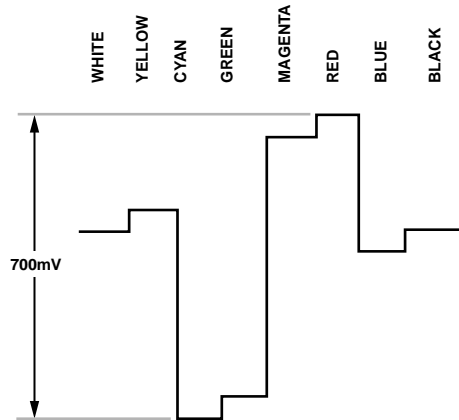 WHITE
YELLOW
CYAN
GREEN
MAGENTA
RED
BLUE
BLACK
700mV